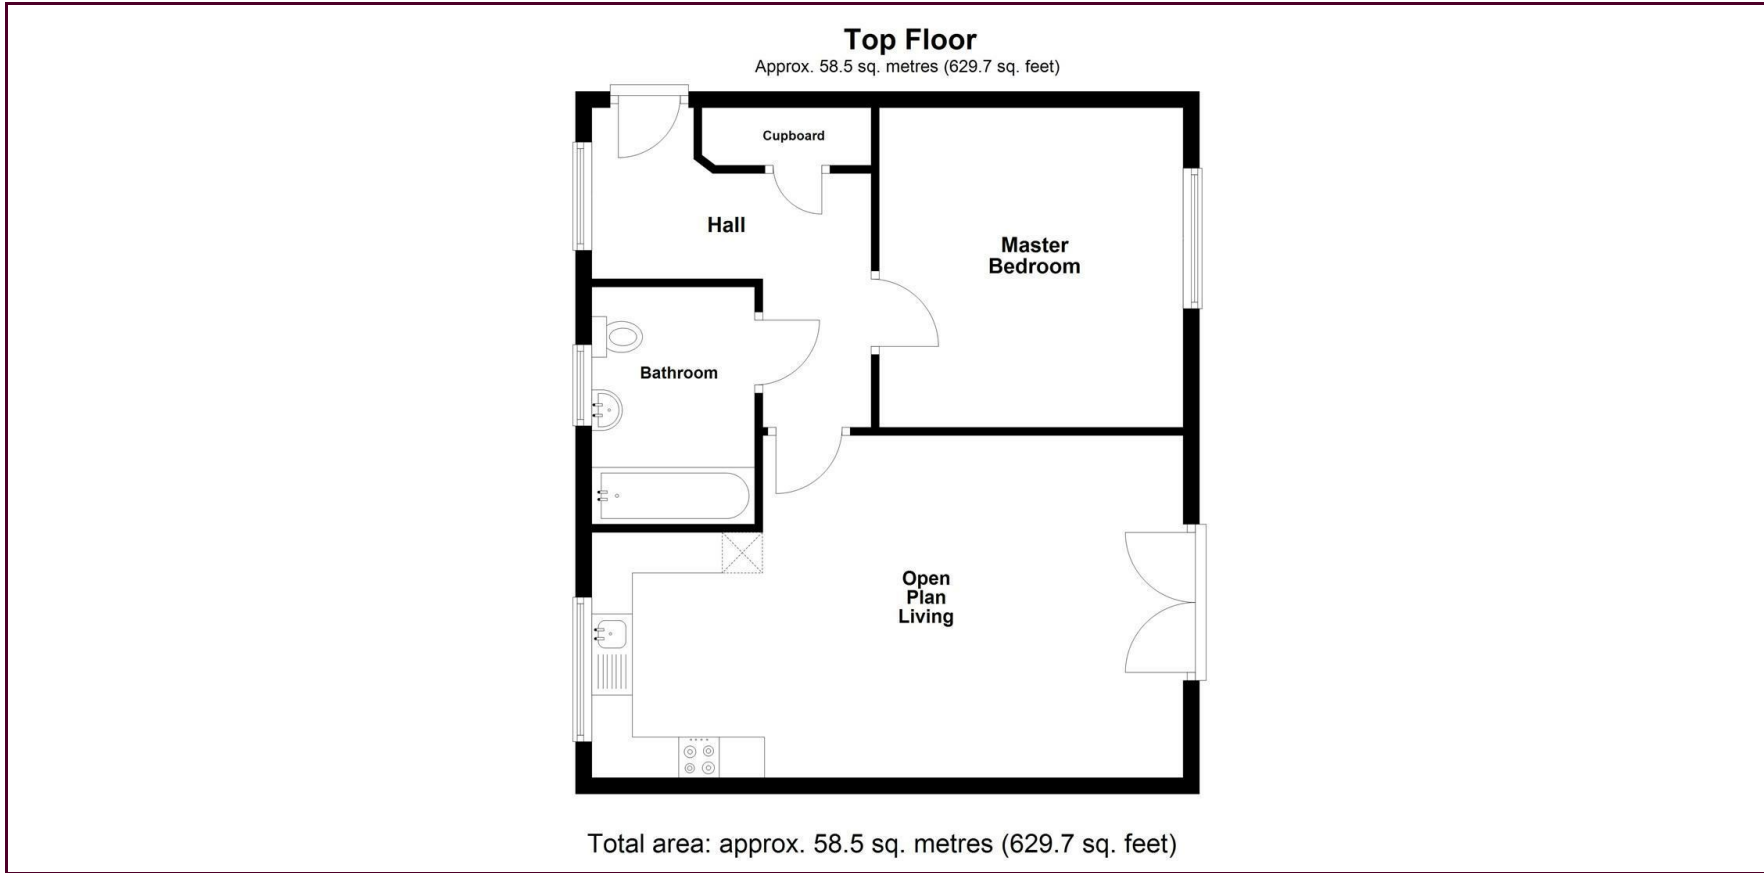 Top Floor
Approx. 58.5 sq. metres (629.7 sq. feet)
Cupboard
Hall
Master
Bedroom
Bathroom
Open
Plan
Living
Total area: approx. 58.5 sq. metres (629.7 sq. feet)